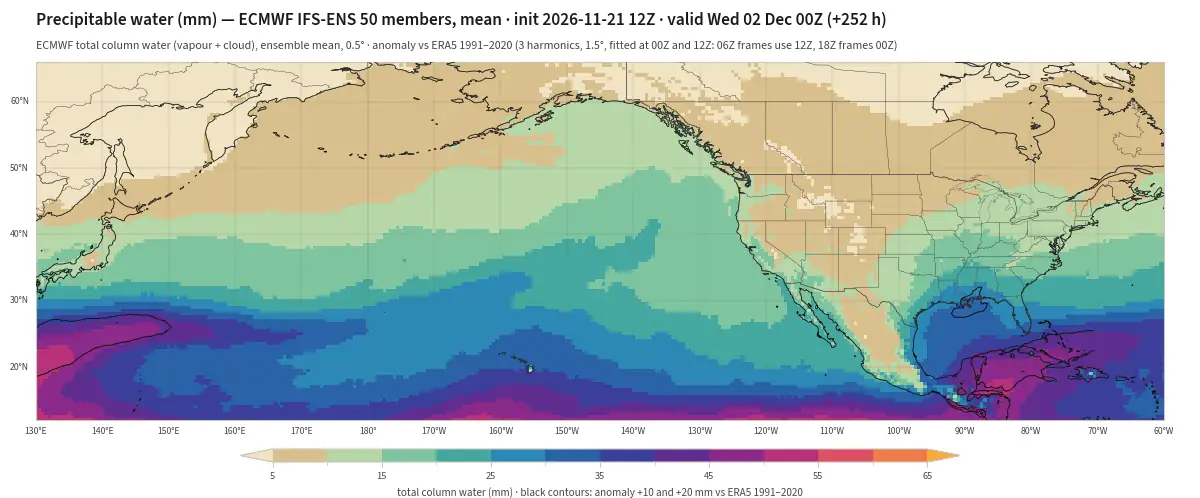 Precipitable water (mm) — ECMWF IFS-ENS 50 members, mean · init 2026-11-21 12Z · valid Wed 02 Dec 00Z (+252 h)
ECMWF total column water (vapour + cloud), ensemble mean, 0.5° · anomaly vs ERA5 1991–2020 (3 harmonics, 1.5°, fitted at 00Z and 12Z: 06Z frames use 12Z, 18Z frames 00Z)
60°N
50°N
40°N
30°N
20°N
130°E 140°E 150°E 160°E 170°E 180° 170°W 160°W 150°W 140°W 130°W 120°W 110°W 100°W 90°W 80°W 70°W 60°W
5 15 25 35 45 55 65
total column water (mm) · black contours: anomaly +10 and +20 mm vs ERA5 1991–2020